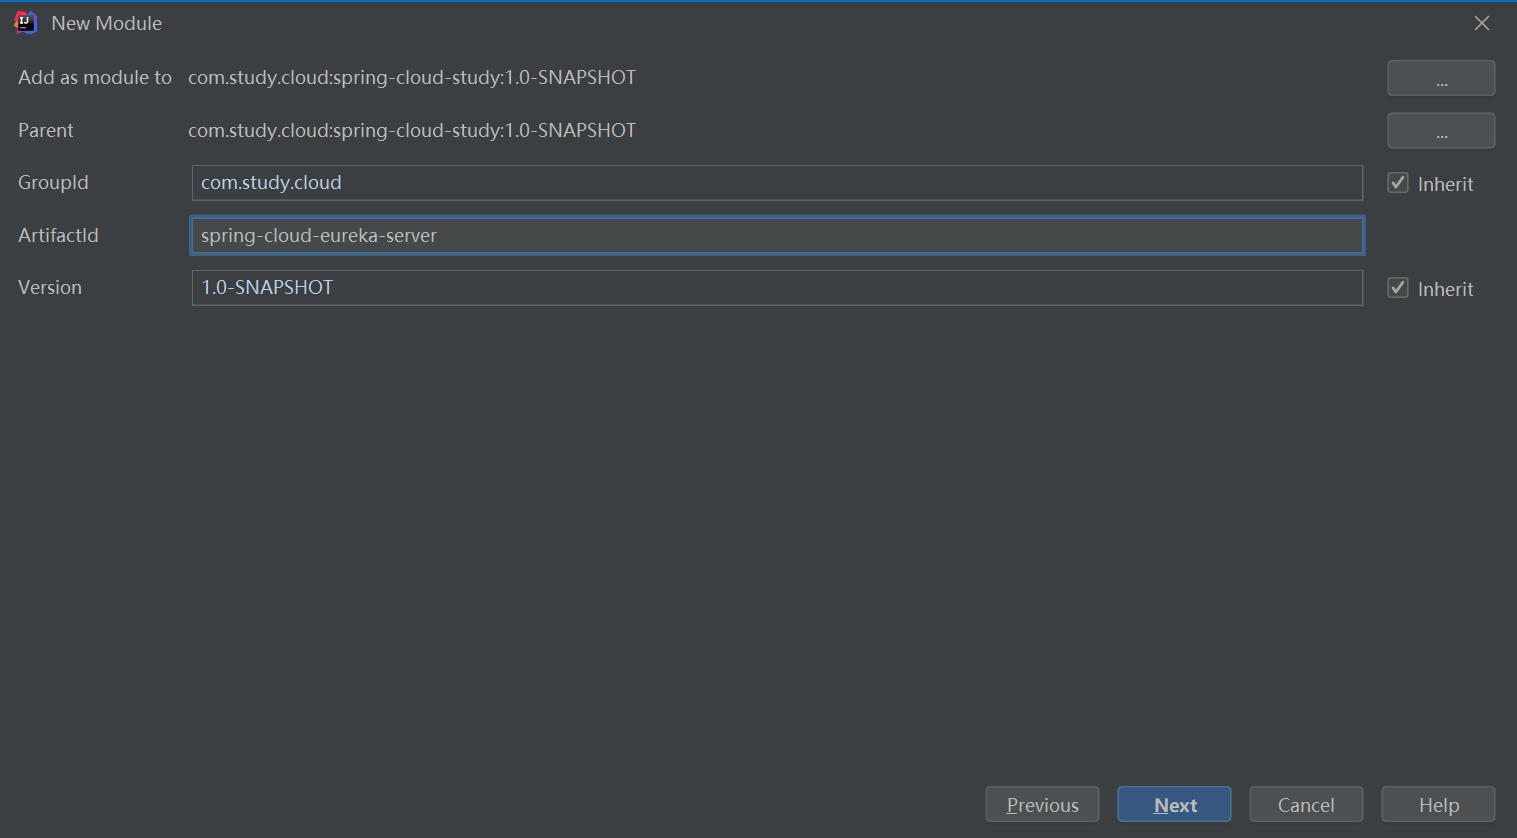 New Module
Add as module to com.study.cloud:spring-cloud-study:1.0-SNAPSHOT ...
Parent com.study.cloud:spring-cloud-study:1.0-SNAPSHOT ...
GroupId com.study.cloud Inherit
ArtifactId spring-cloud-eureka-server
Version 1.0-SNAPSHOT Inherit
Previous Next Cancel Help